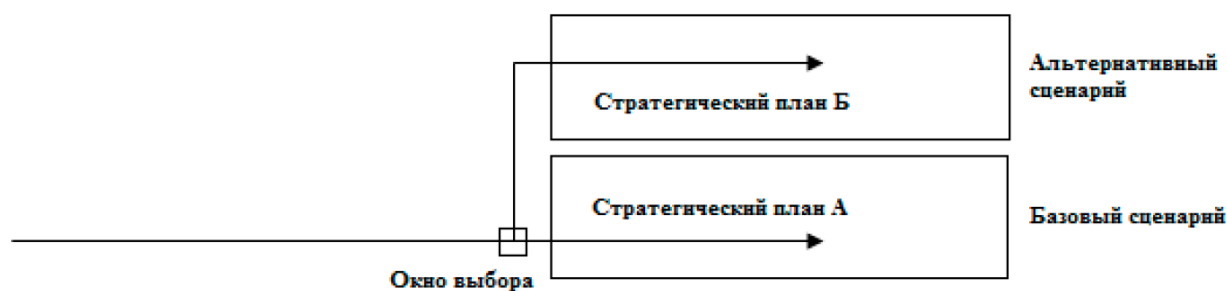 Альтернативный
сценарий
Стратегический план Б
Стратегический план А
Базовый сценарий
Окно выбора